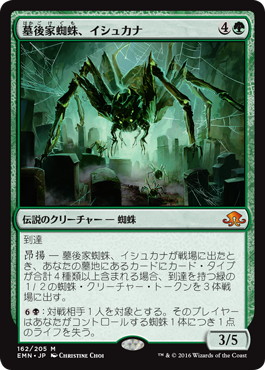 墓後家蜘蛛、イシュカナ
はかごけぐも
4
伝説のクリーチャー — 蜘蛛
到達
昂揚 — 墓後家蜘蛛、イシュカナが戦場に出たと
き、あなたの墓地にあるカードにカード・タイプ
が合計4種類以上含まれる場合、到達を持つ緑の
1/2の蜘蛛・クリーチャー・トークンを3体戦
場に出す。
6:対戦相手1人を対象とする。そのプレイヤー
はあなたがコントロールする蜘蛛1体につき1点
のライフを失う。
3/5
162/205 M
EMN • JP CHRISTINE CHOI
™ & © 2016 Wizards of the Coast